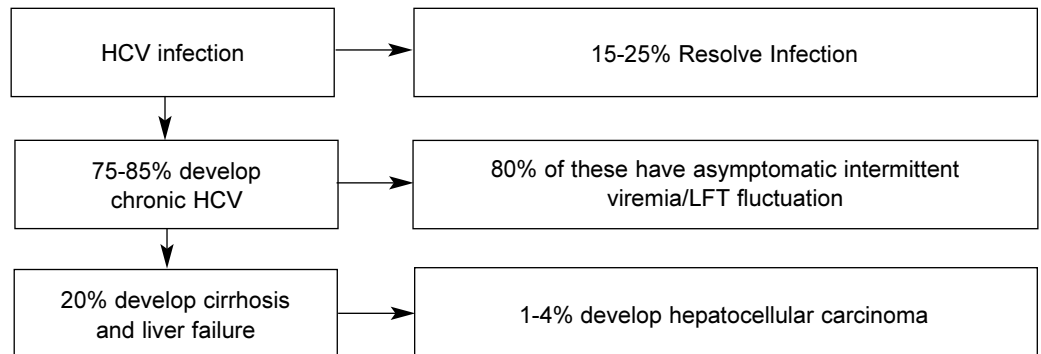 HCV infection
15-25% Resolve Infection
75-85% develop
chronic HCV
80% of these have asymptomatic intermittent
viremia/LFT fluctuation
20% develop cirrhosis
and liver failure
1-4% develop hepatocellular carcinoma